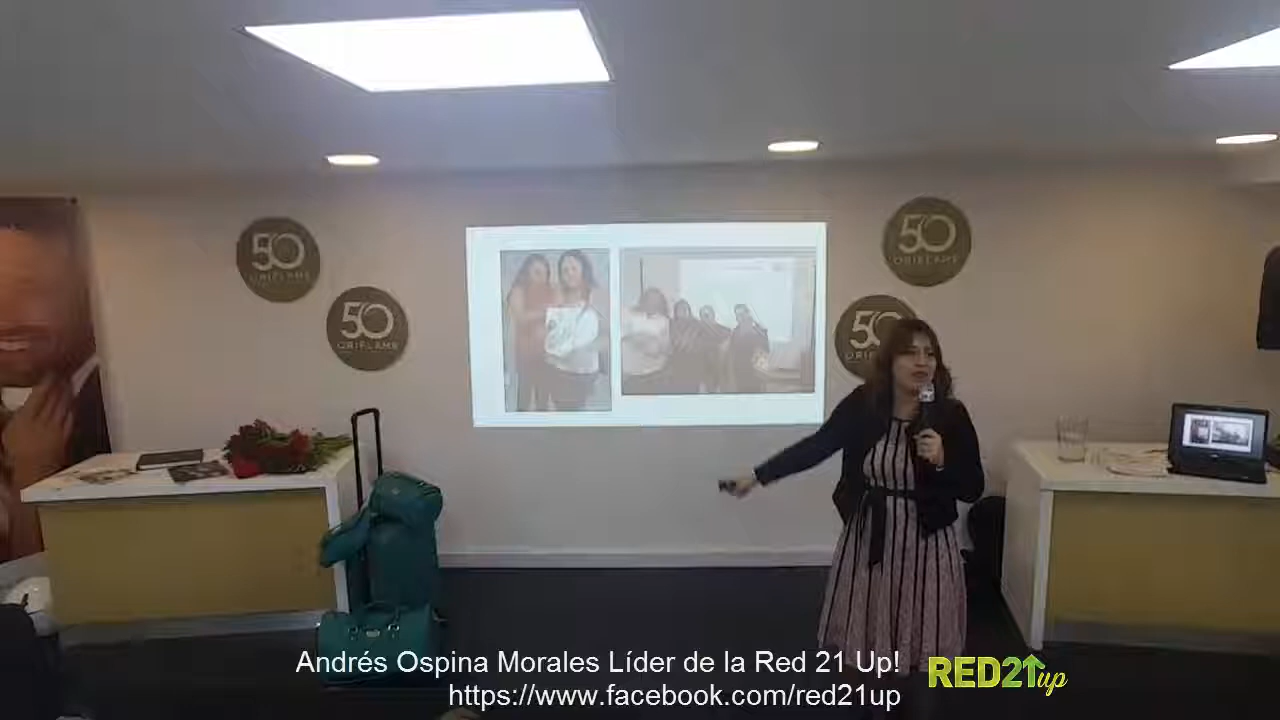 50
ORIFLAME
50
ORIFLAME
50
ORIFLAME
50
Andrés Ospina Morales Líder de la Red 21 Up!
https://www.facebook.com/red21up
RED21up